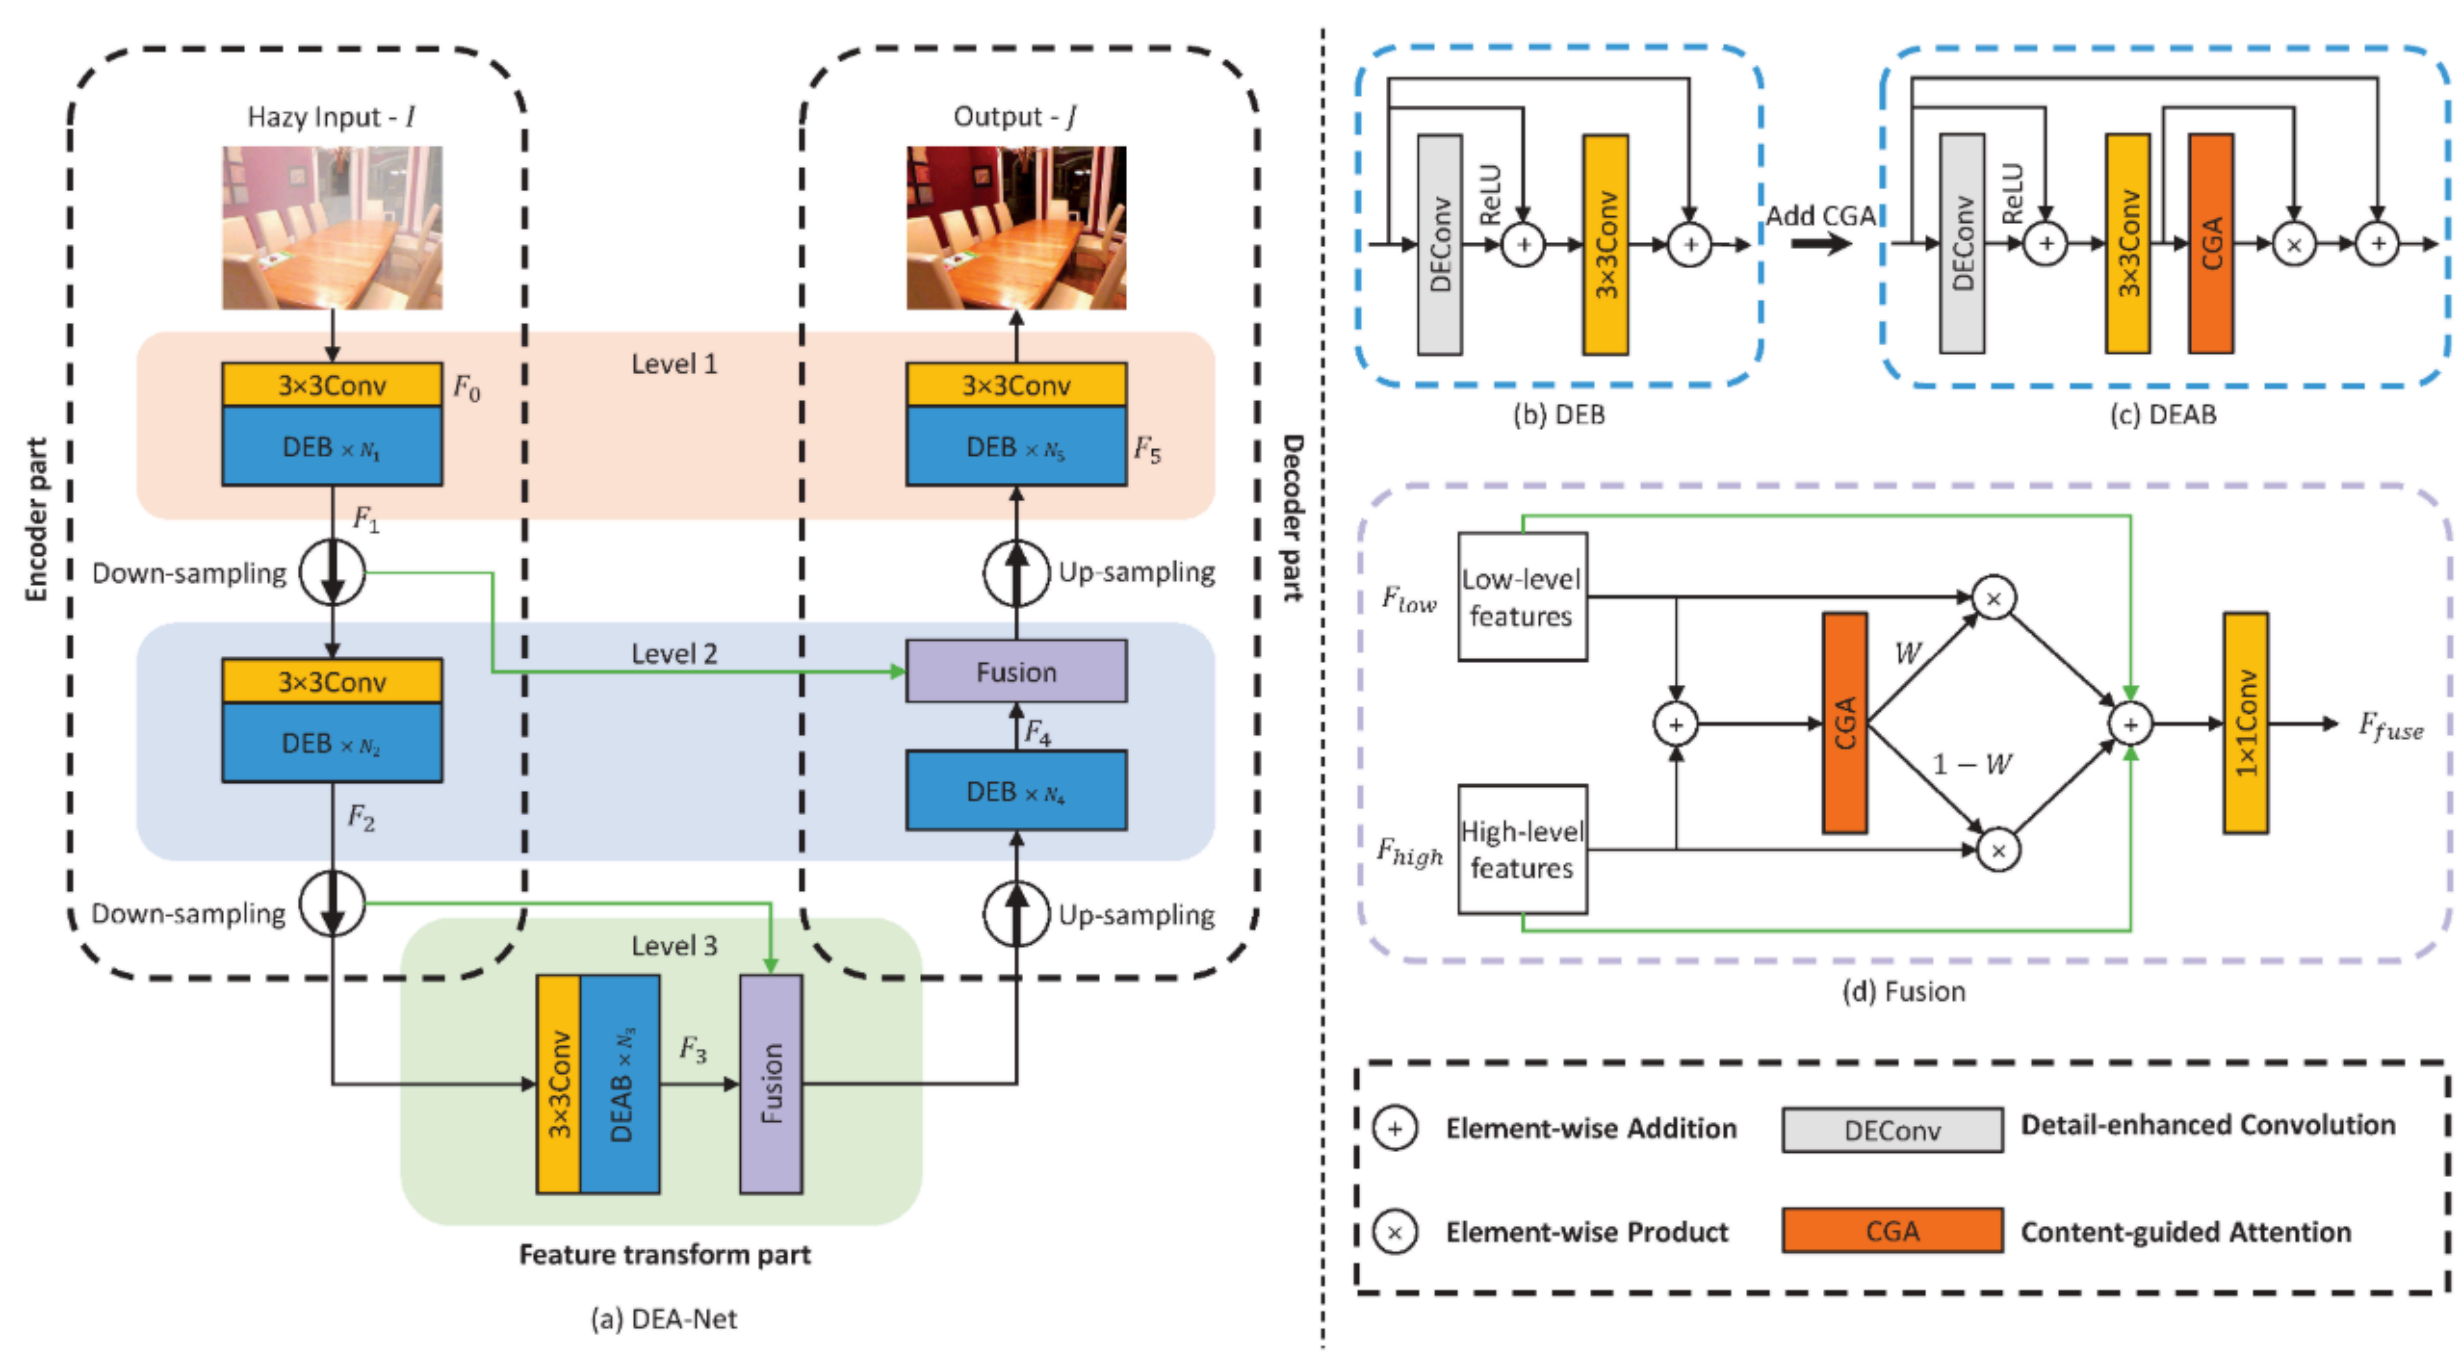 Hazy Input - I
Output - J
Level 1
3×3Conv
F₀
DEB × N₁
F₁
3×3Conv
DEB × N₅
F₅
Encoder part
Decoder part
Down-sampling
Up-sampling
Level 2
3×3Conv
DEB × N₂
F₂
Fusion
F₄
DEB × N₄
Down-sampling
Up-sampling
Level 3
3×3Conv
DEAB × N₃
F₃
Fusion
Feature transform part
(a) DEA-Net
DEConv
ReLU
+
3×3Conv
+
(b) DEB
Add CGA
DEConv
ReLU
+
3×3Conv
CGA
×
+
(c) DEAB
F_low
Low-level
features
F_high
High-level
features
+
CGA
W
1 − W
×
×
+
1×1Conv
F_fuse
(d) Fusion
+
Element-wise Addition
DEConv
Detail-enhanced Convolution
×
Element-wise Product
CGA
Content-guided Attention